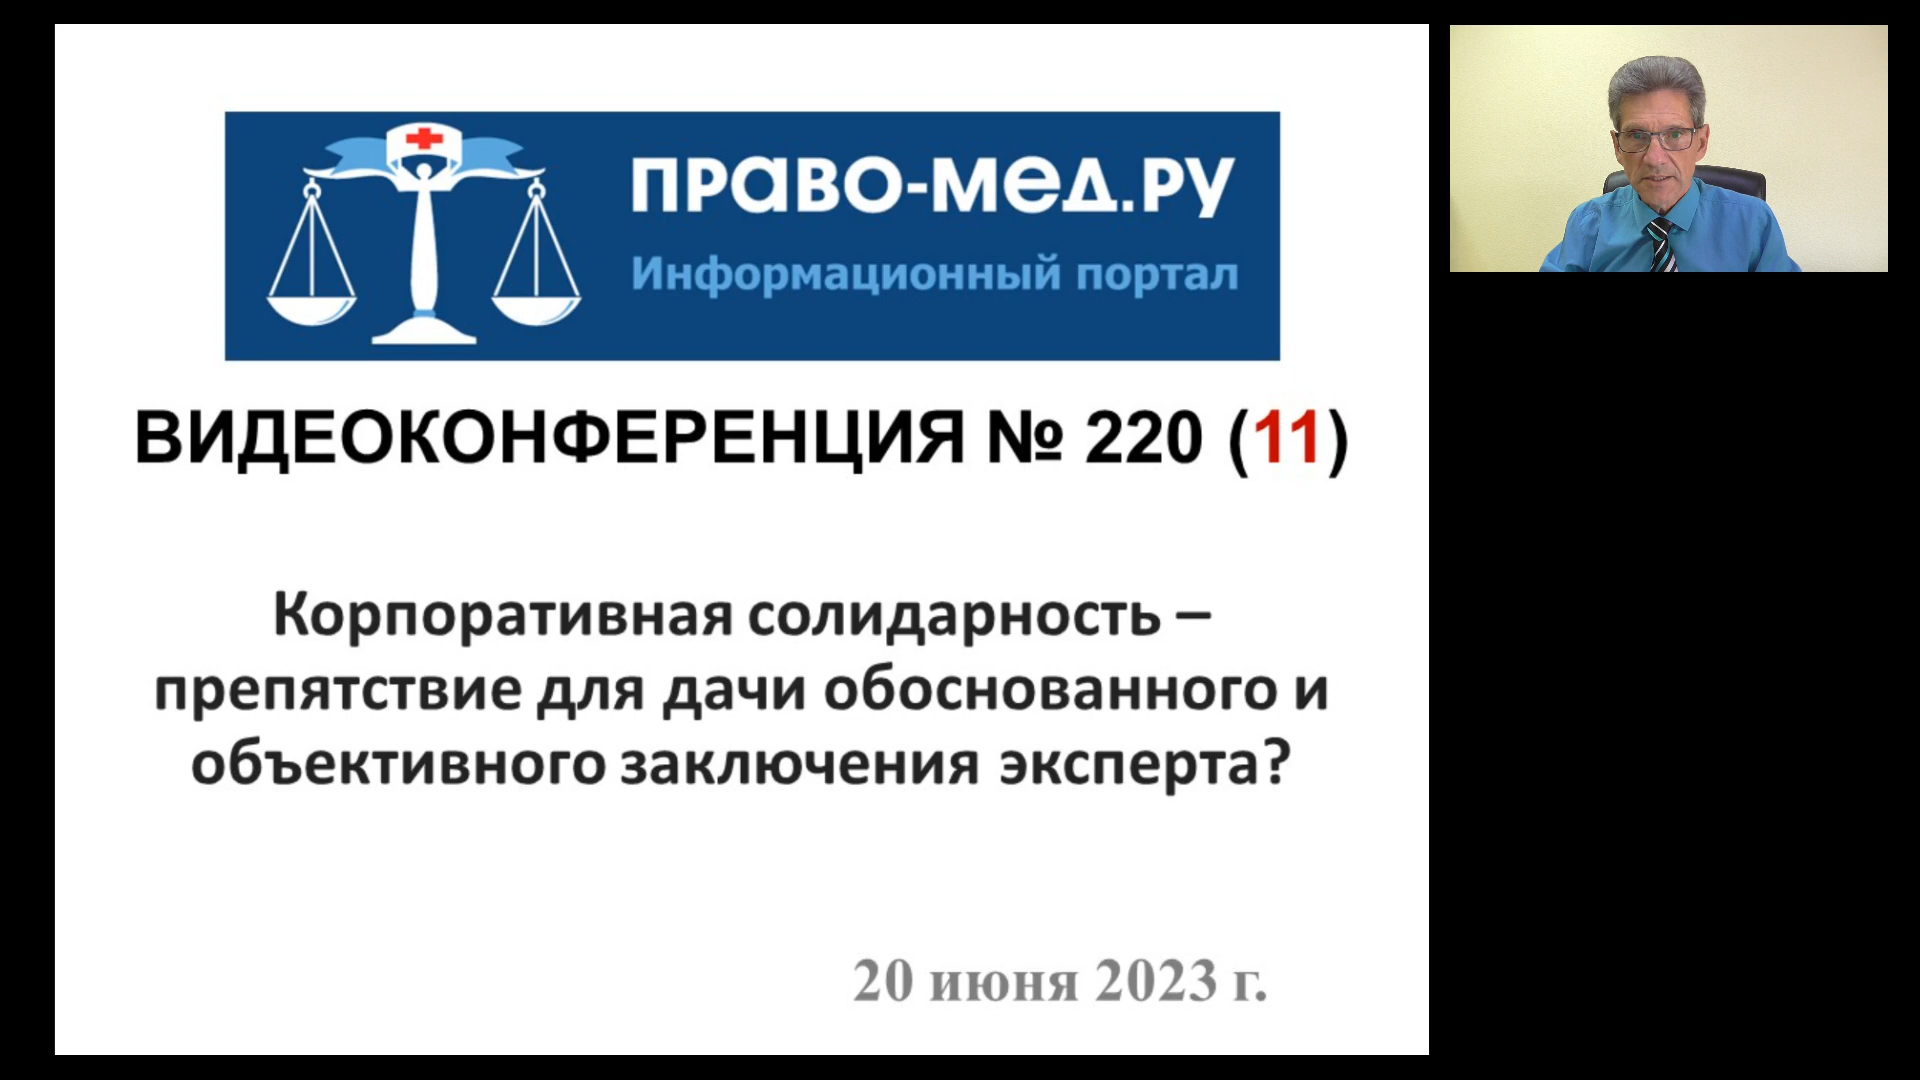 ПРАВО-МЕД.РУ
Информационный портал
ВИДЕОКОНФЕРЕНЦИЯ № 220 (11)
Корпоративная солидарность –
препятствие для дачи обоснованного и
объективного заключения эксперта?
20 июня 2023 г.